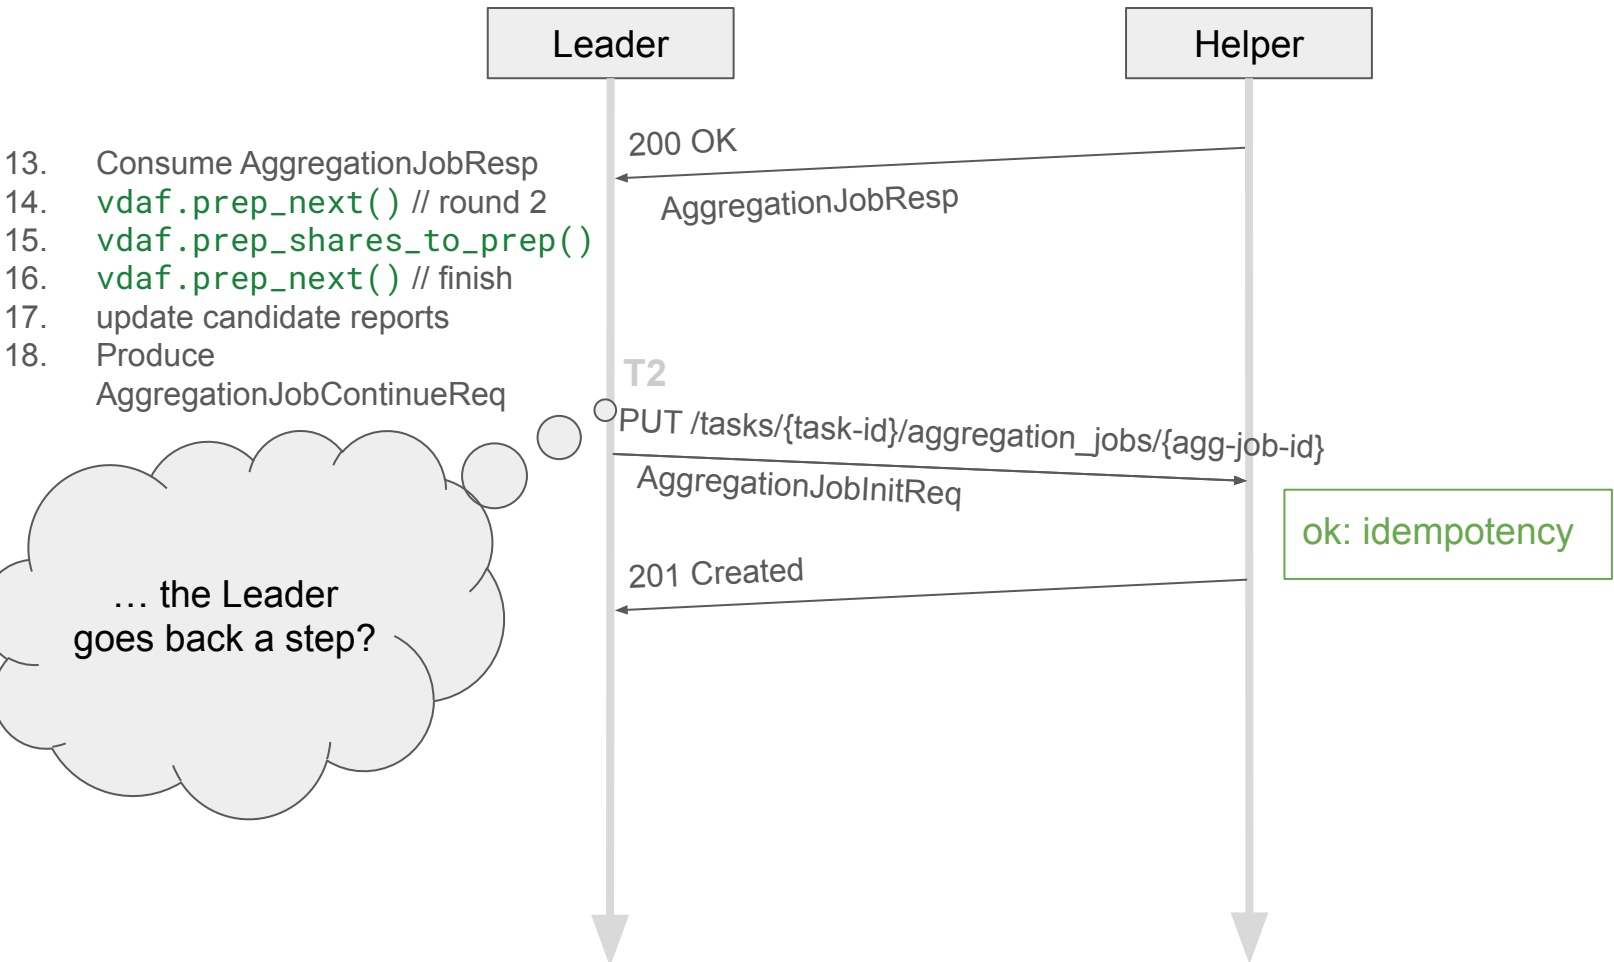 Leader
Helper
200 OK
AggregationJobResp
13. Consume AggregationJobResp
14. vdaf.prep_next() // round 2
15. vdaf.prep_shares_to_prep()
16. vdaf.prep_next() // finish
17. update candidate reports
18. Produce
AggregationJobContinueReq
T2
PUT /tasks/{task-id}/aggregation_jobs/{agg-job-id}
AggregationJobInitReq
ok: idempotency
201 Created
… the Leader
goes back a step?